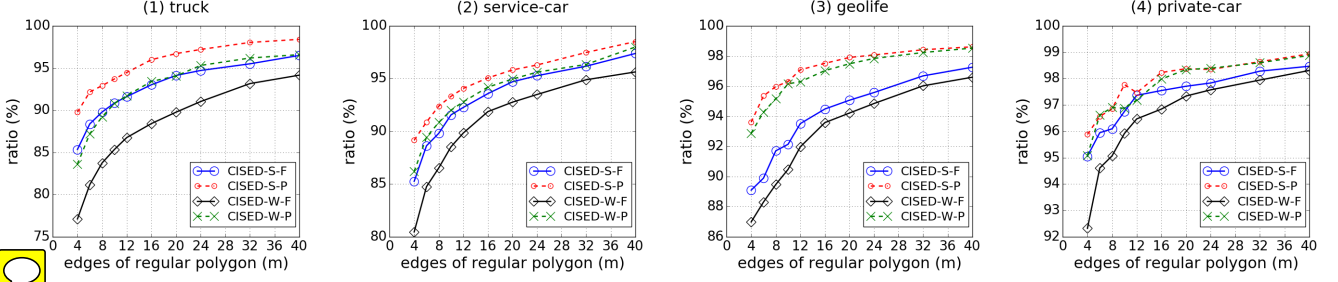 (1) truck
100
95
90
85
80
75
ratio (%)
0 4 8 12 16 20 24 28 32 36 40
edges of regular polygon (m)
CISED-S-F
CISED-S-P
CISED-W-F
CISED-W-P
(2) service-car
100
95
90
85
80
ratio (%)
0 4 8 12 16 20 24 28 32 36 40
edges of regular polygon (m)
CISED-S-F
CISED-S-P
CISED-W-F
CISED-W-P
(3) geolife
100
98
96
94
92
90
88
86
ratio (%)
0 4 8 12 16 20 24 28 32 36 40
edges of regular polygon (m)
CISED-S-F
CISED-S-P
CISED-W-F
CISED-W-P
(4) private-car
100
99
98
97
96
95
94
93
92
ratio (%)
0 4 8 12 16 20 24 28 32 36 40
edges of regular polygon (m)
CISED-S-F
CISED-S-P
CISED-W-F
CISED-W-P